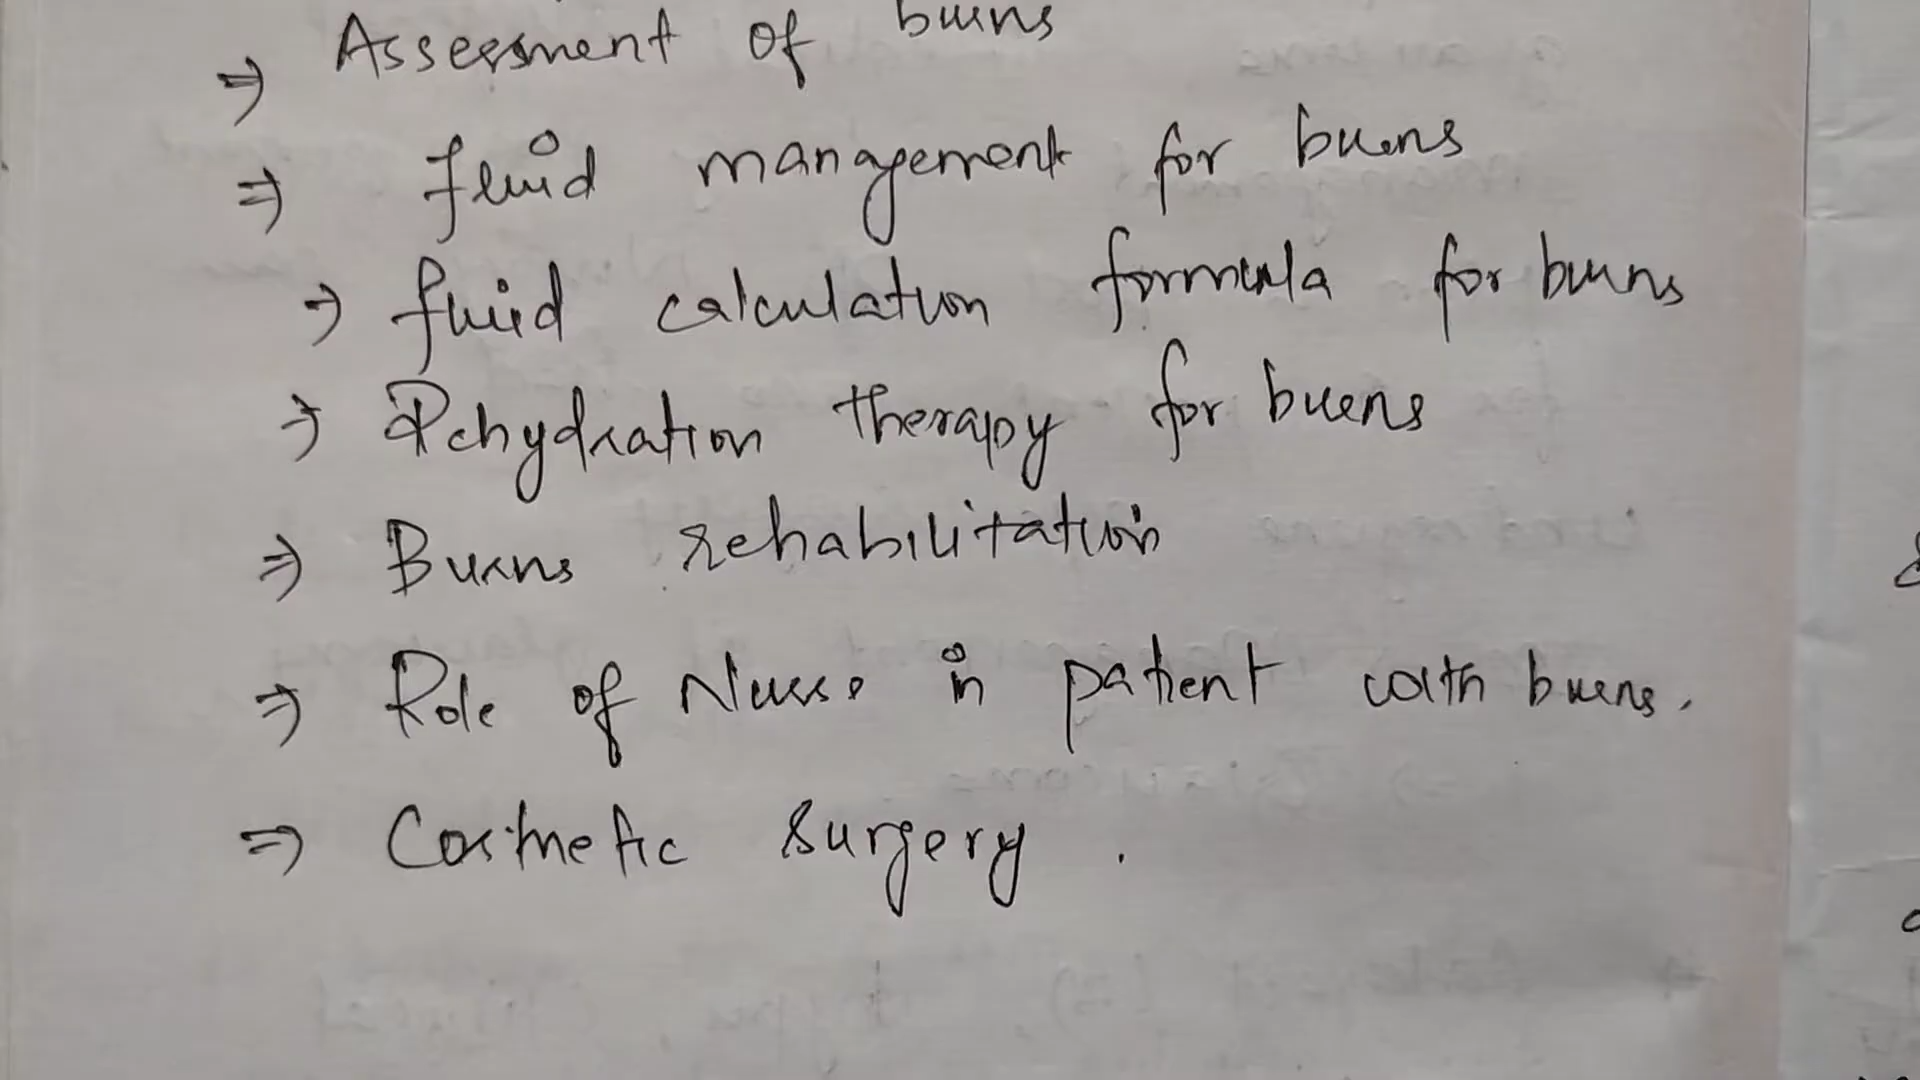 ⇒ Assessment of burns
⇒ fluid management for burns
⇒ fluid calculation formula for burns
⇒ Rehydration therapy for burns
⇒ Burns rehabilitation
⇒ Role of Nurse in patient with burns.
⇒ Cosmetic surgery.